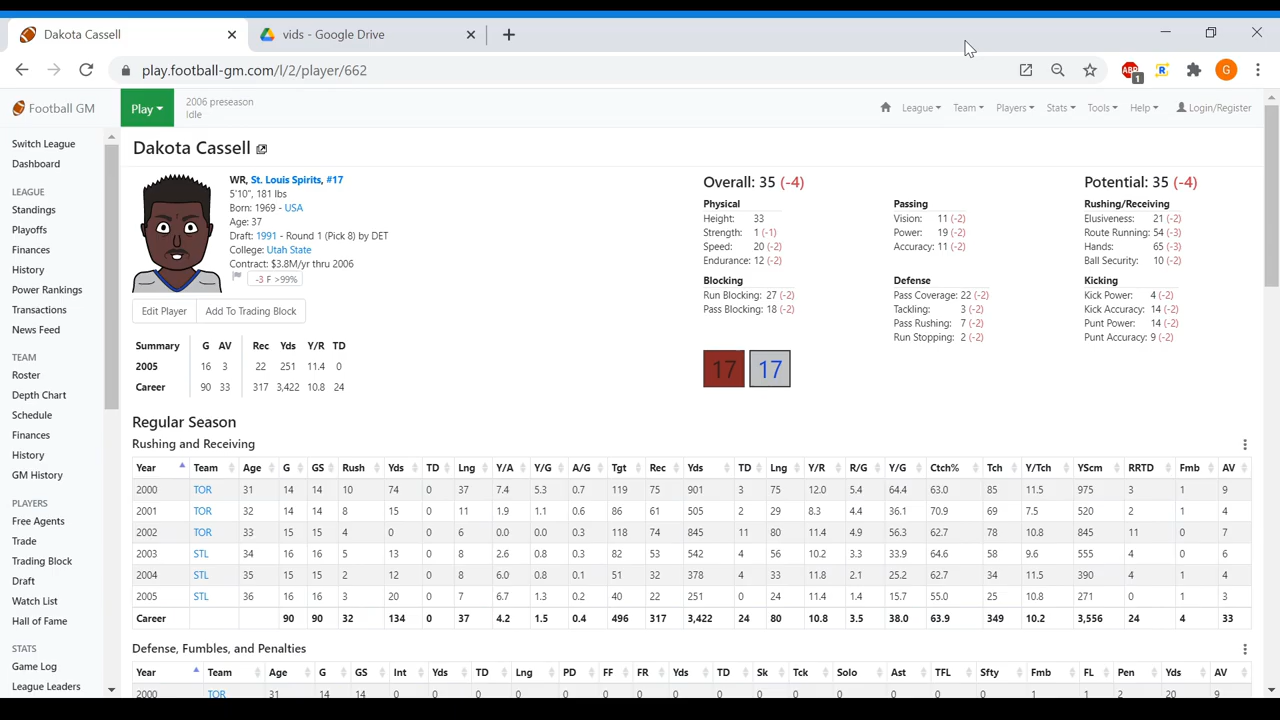 Dakota Cassell
vids - Google Drive
play.football-gm.com/l/2/player/662
ABP
1
R
G
Football GM
Play
2006 preseason
Idle
League
Team
Players
Stats
Tools
Help
Login/Register
Switch League
Dashboard
LEAGUE
Standings
Playoffs
Finances
History
Power Rankings
Transactions
News Feed
TEAM
Roster
Depth Chart
Schedule
Finances
History
GM History
PLAYERS
Free Agents
Trade
Trading Block
Draft
Watch List
Hall of Fame
STATS
Game Log
League Leaders
Dakota Cassell
WR, St. Louis Spirits, #17
5'10", 181 lbs
Born: 1969 - USA
Age: 37
Draft: 1991 - Round 1 (Pick 8) by DET
College: Utah State
Contract: $3.8M/yr thru 2006
-3 F >99%
Edit Player
Add To Trading Block
Summary G AV Rec Yds Y/R TD
2005 16 3 22 251 11.4 0
Career 90 33 317 3,422 10.8 24
Overall: 35 (-4)
Physical
Height: 33
Strength: 1 (-1)
Speed: 20 (-2)
Endurance: 12 (-2)
Blocking
Run Blocking: 27 (-2)
Pass Blocking: 18 (-2)
Passing
Vision: 11 (-2)
Power: 19 (-2)
Accuracy: 11 (-2)
Defense
Pass Coverage: 22 (-2)
Tackling: 3 (-2)
Pass Rushing: 7 (-2)
Run Stopping: 2 (-2)
Potential: 35 (-4)
Rushing/Receiving
Elusiveness: 21 (-2)
Route Running: 54 (-3)
Hands: 65 (-3)
Ball Security: 10 (-2)
Kicking
Kick Power: 4 (-2)
Kick Accuracy: 14 (-2)
Punt Power: 14 (-2)
Punt Accuracy: 9 (-2)
17
17
Regular Season
Rushing and Receiving
Year Team Age G GS Rush Yds TD Lng Y/A Y/G A/G Tgt Rec Yds TD Lng Y/R R/G Y/G Ctch% Tch Y/Tch YScm RRTD Fmb AV
2000 TOR 31 14 14 10 74 0 37 7.4 5.3 0.7 119 75 901 3 75 12.0 5.4 64.4 63.0 85 11.5 975 3 1 9
2001 TOR 32 14 14 8 15 0 11 1.9 1.1 0.6 86 61 505 2 29 8.3 4.4 36.1 70.9 69 7.5 520 2 1 4
2002 TOR 33 15 15 4 0 0 6 0.0 0.0 0.3 118 74 845 11 80 11.4 4.9 56.3 62.7 78 10.8 845 11 0 7
2003 STL 34 16 16 5 13 0 8 2.6 0.8 0.3 82 53 542 4 56 10.2 3.3 33.9 64.6 58 9.6 555 4 0 6
2004 STL 35 15 15 2 12 0 8 6.0 0.8 0.1 51 32 378 4 33 11.8 2.1 25.2 62.7 34 11.5 390 4 1 4
2005 STL 36 16 16 3 20 0 7 6.7 1.3 0.2 40 22 251 0 24 11.4 1.4 15.7 55.0 25 10.8 271 0 1 3
Career 90 90 32 134 0 37 4.2 1.5 0.4 496 317 3,422 24 80 10.8 3.5 38.0 63.9 349 10.2 3,556 24 4 33
Defense, Fumbles, and Penalties
Year Team Age G GS Int Yds TD Lng PD FF FR Yds TD Sk Tck Solo Ast TFL Sfty Fmb FL Pen Yds AV
2000 TOR 31 14 14 0 0 0 0 0 0 0 0 0 0 0 0 0 0 0 1 1 2 20 9